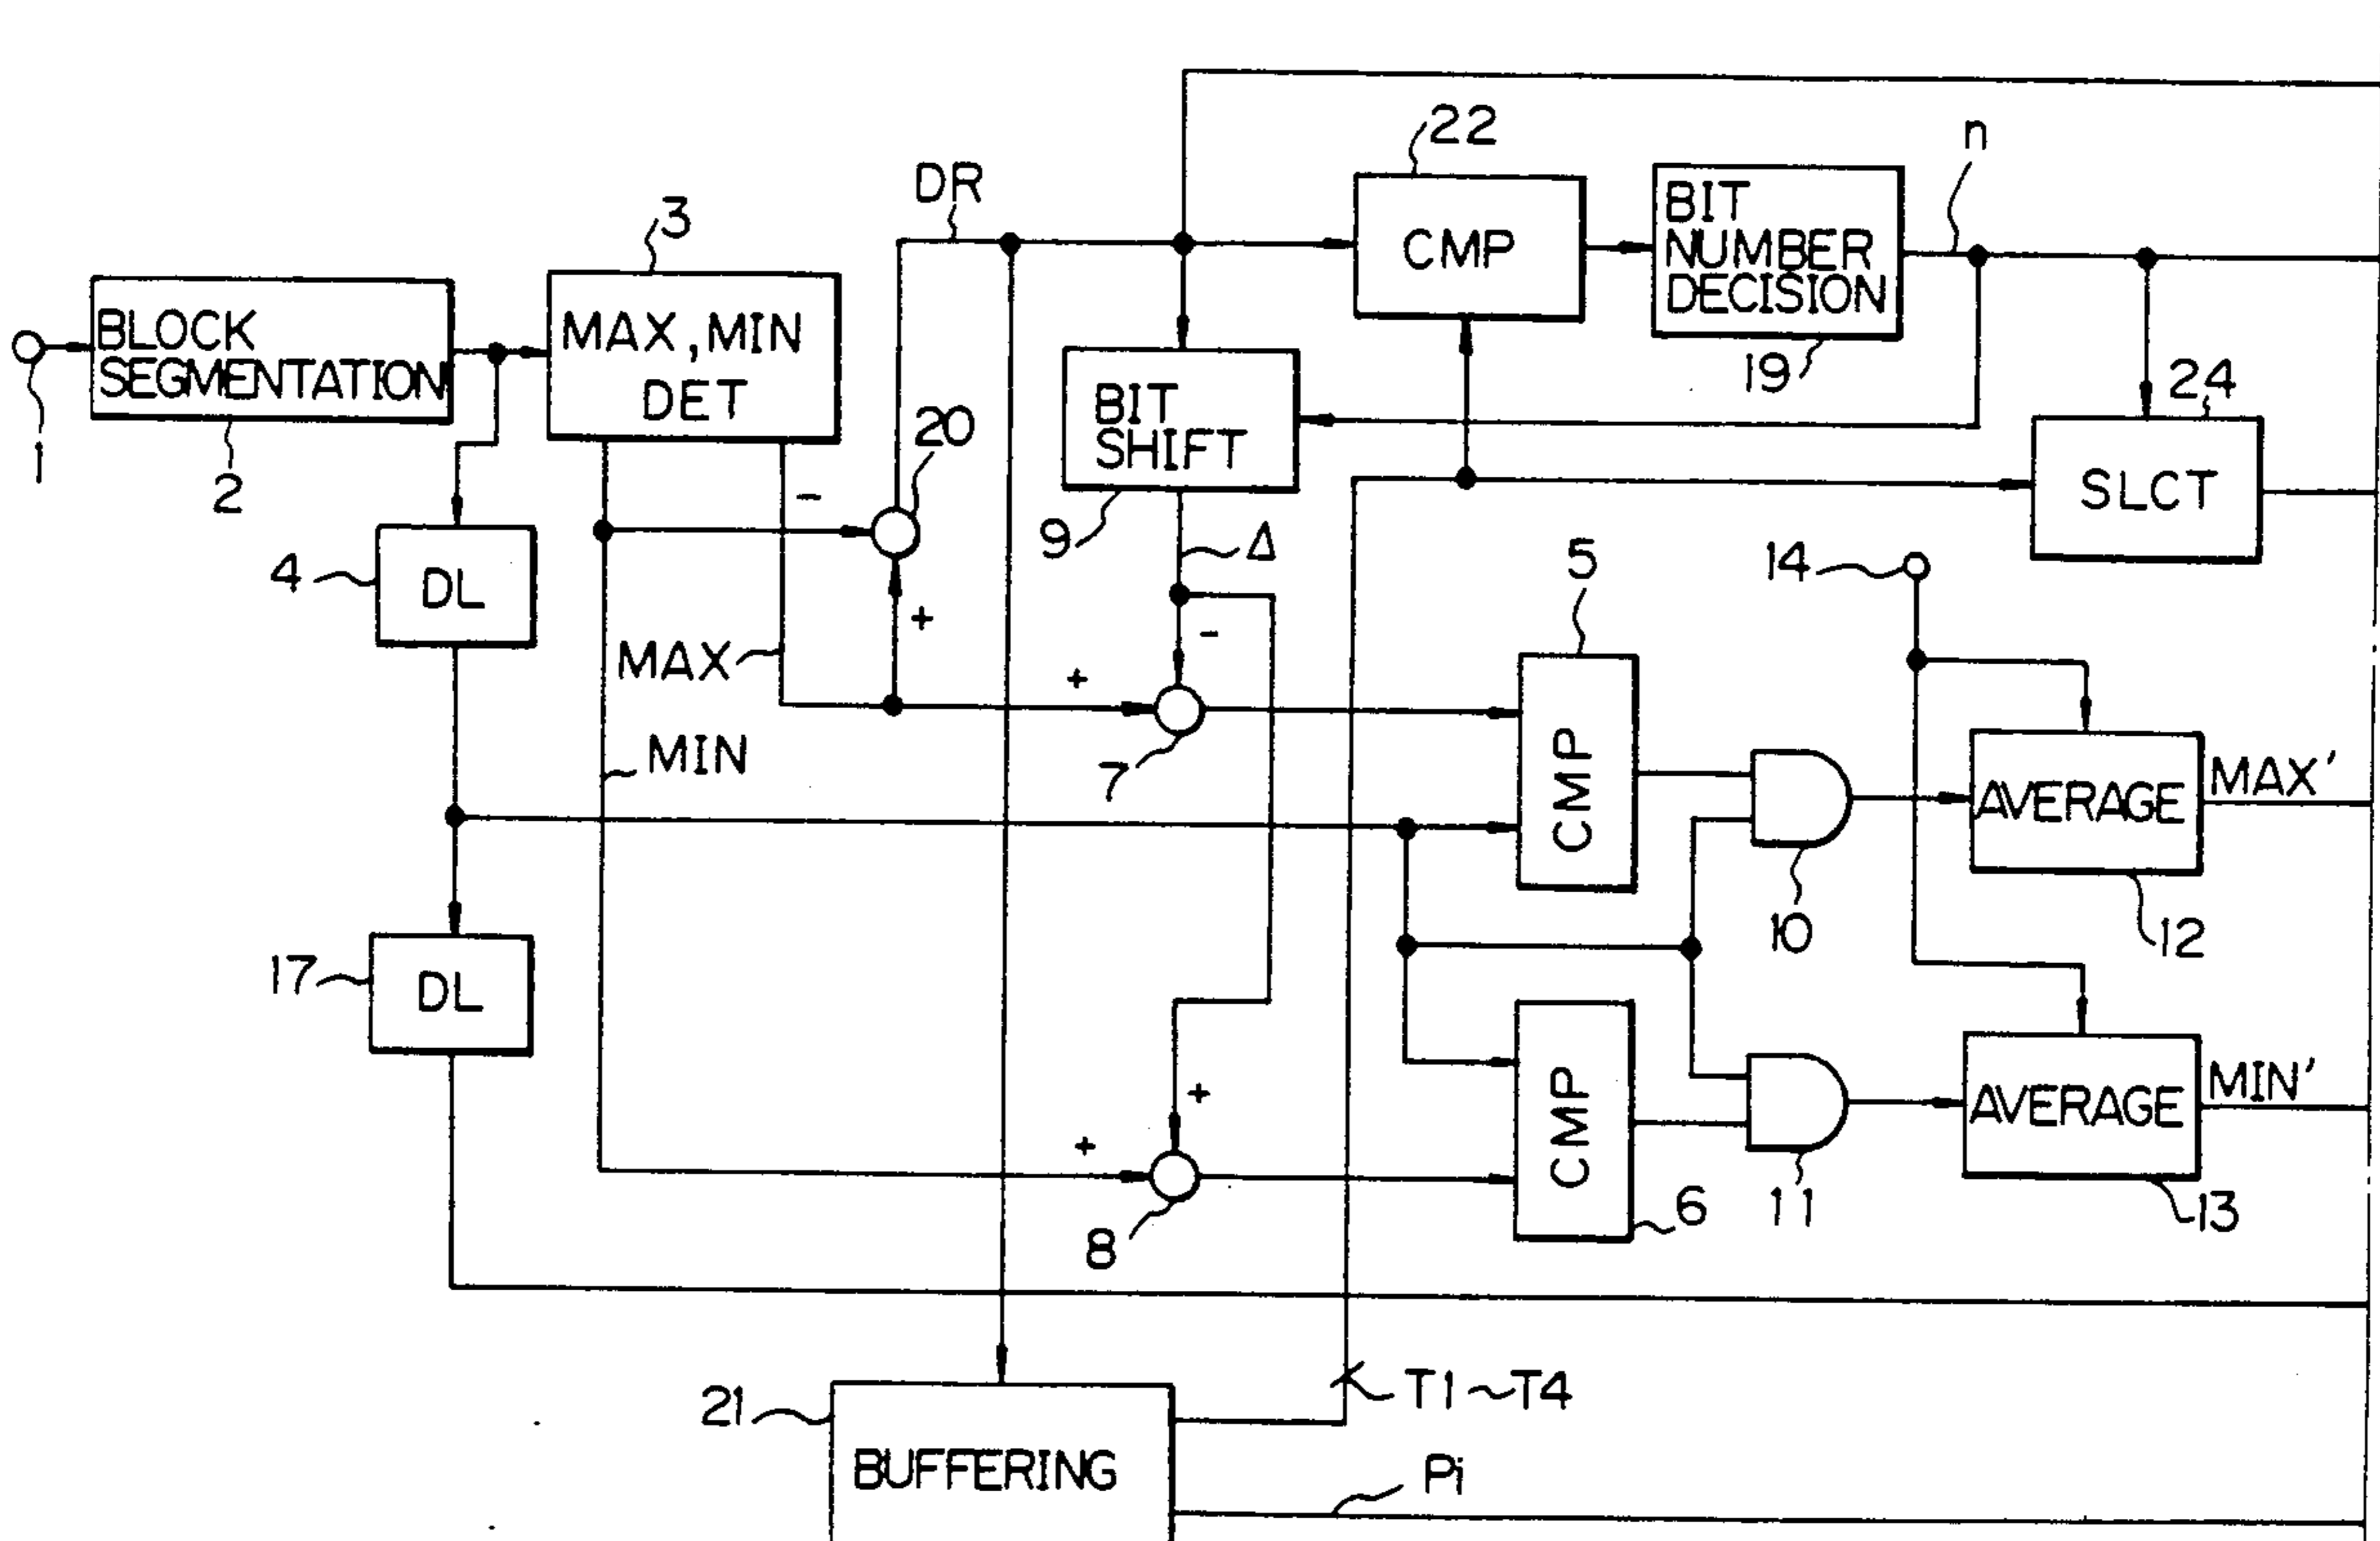 22
n
DR
3
BIT
NUMBER
DECISION
CMP
BLOCK
SEGMENTATION
MAX, MIN
DET
19
24
BIT
SHIFT
20
1
2
-
SLCT
9
Δ
5
14
4
DL
+
-
MAX
+
CMP
MIN
7
AVERAGE
MAX'
10
12
17
DL
CMP
AVERAGE
MIN'
+
+
8
6
11
13
21
T1~T4
BUFFERING
Pi